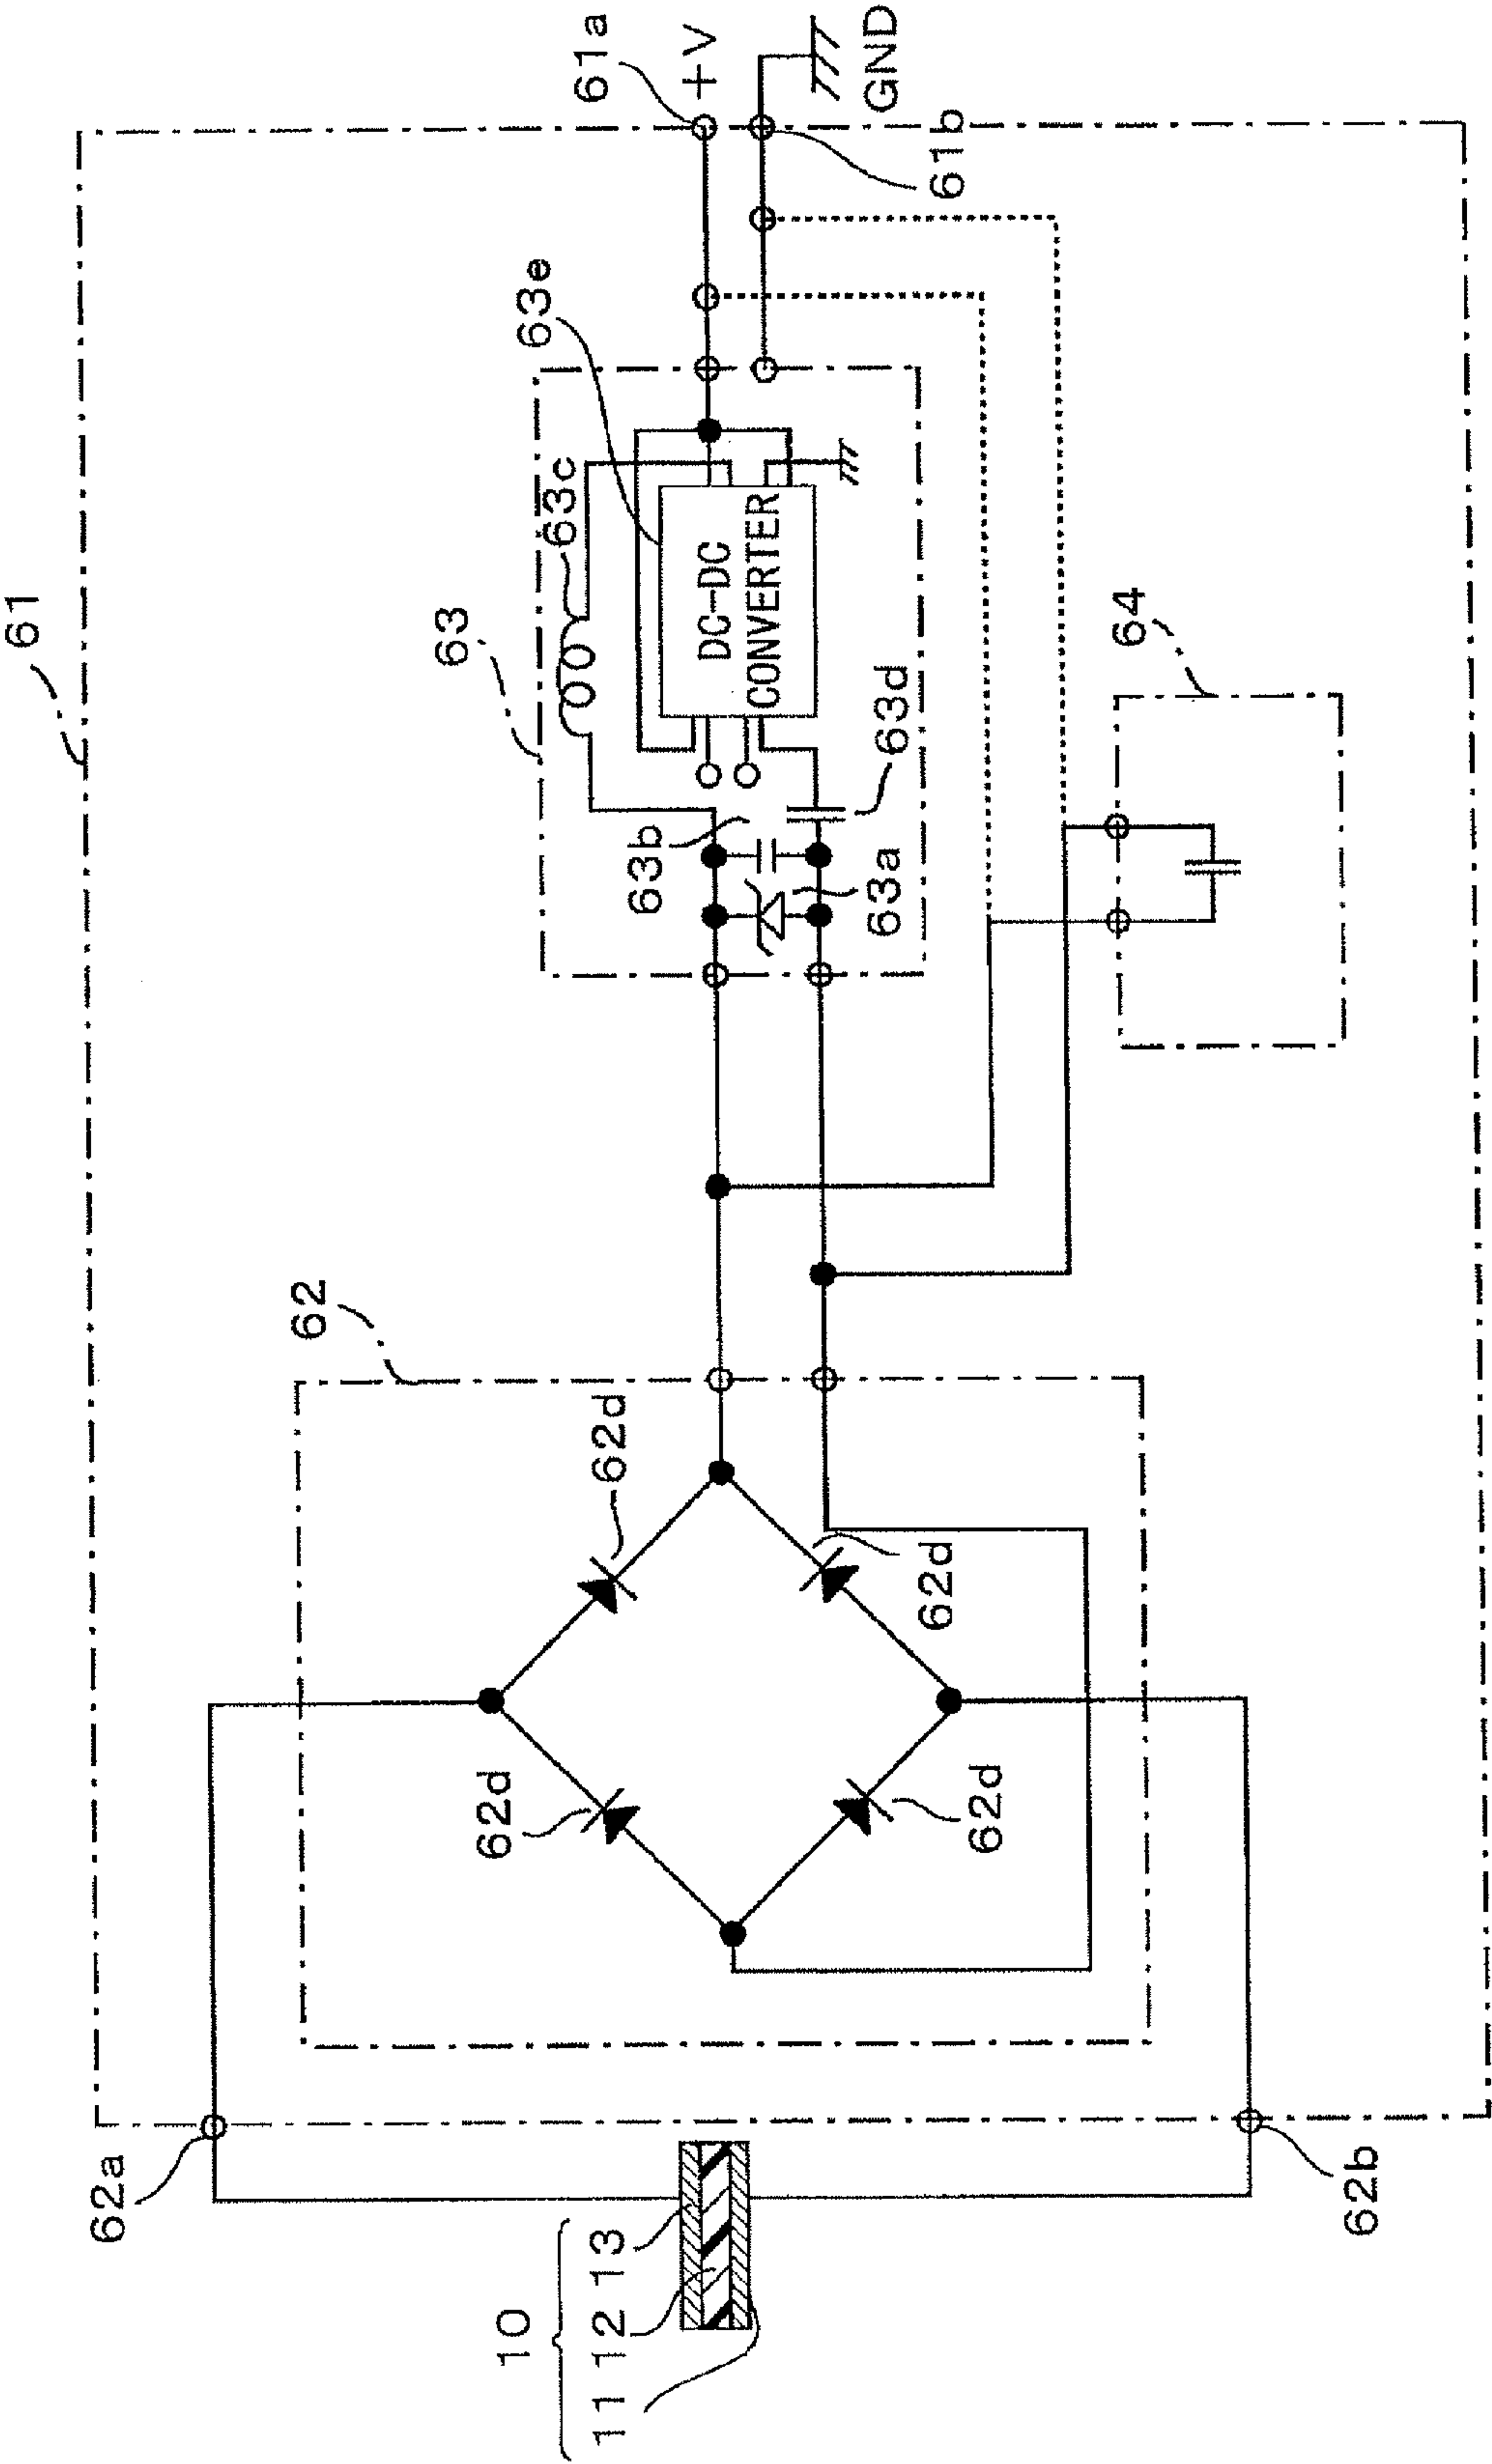 61
61a
+V
GND
61b
63
63e
63c
DC-DC
CONVERTER
63d
63b
63a
64
62
62d
62d
62d
62d
62a
62b
10
11 12 13